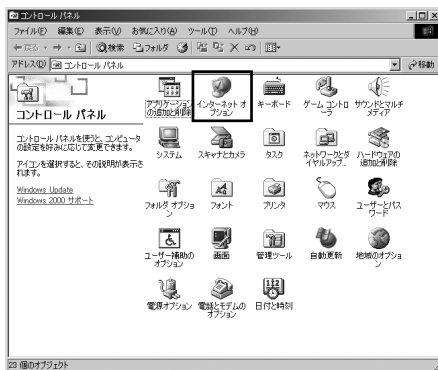 コントロール パネル
ファイル(F) 編集(E) 表示(V) お気に入り(A) ツール(T) ヘルプ(H)
戻る 検索 フォルダ
アドレス(D) コントロール パネル 移動
コントロール パネル
コントロール パネルを使うと、コンピュータ
の設定を好みに応じて変更できます。
アイコンを選択すると、その説明が表示さ
れます。
Windows Update
Windows 2000 サポート
アプリケーション
の追加と削除
インターネット オ
プション
キーボード
ゲーム コントロ
ーラ
サウンドとマルチ
メディア
システム
スキャナとカメラ
タスク
ネットワークとダ
イヤルアップ...
ハードウェアの
追加と削除
フォルダ オプショ
ン
フォント
プリンタ
マウス
ユーザーとパス
ワード
ユーザー補助の
オプション
画面
管理ツール
自動更新
地域のオプショ
ン
電源オプション
電話とモデムの
オプション
日付と時刻
23 個のオブジェクト